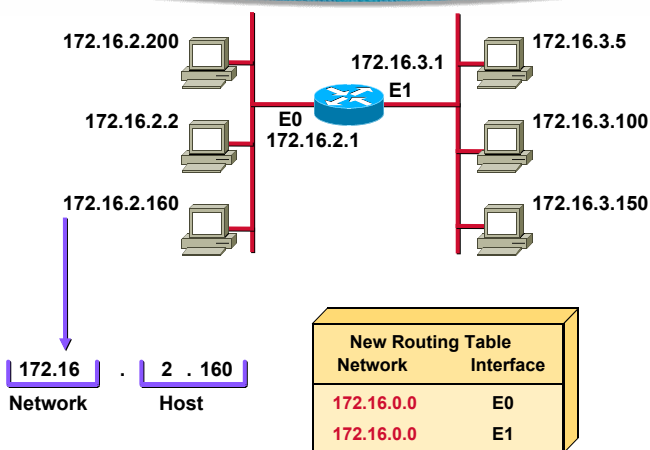 172.16.2.200
172.16.3.5
172.16.3.1
E1
E0
172.16.2.2
172.16.3.100
172.16.2.1
172.16.2.160
172.16.3.150
172.16 . 2 . 160
Network Host
New Routing Table
Network Interface
172.16.0.0 E0
172.16.0.0 E1